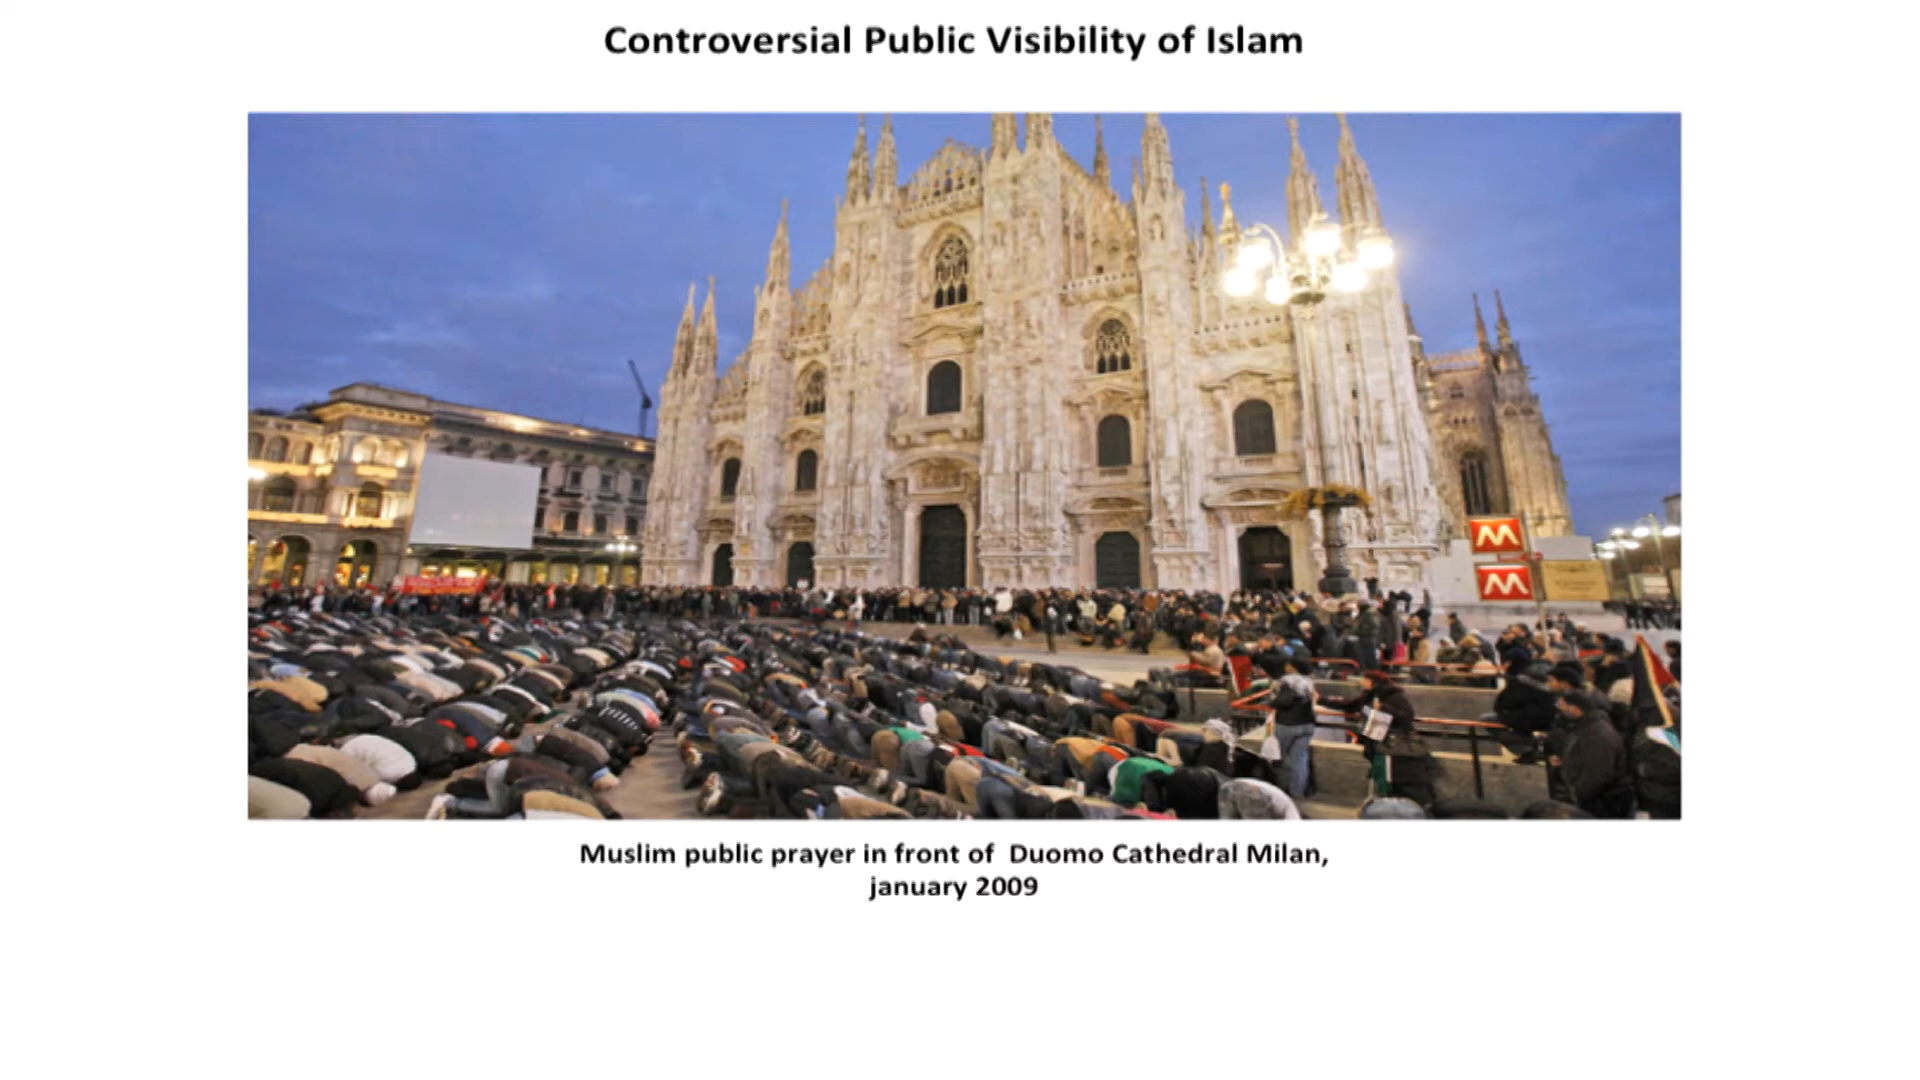 Controversial Public Visibility of Islam
M
M
Muslim public prayer in front of Duomo Cathedral Milan,
january 2009